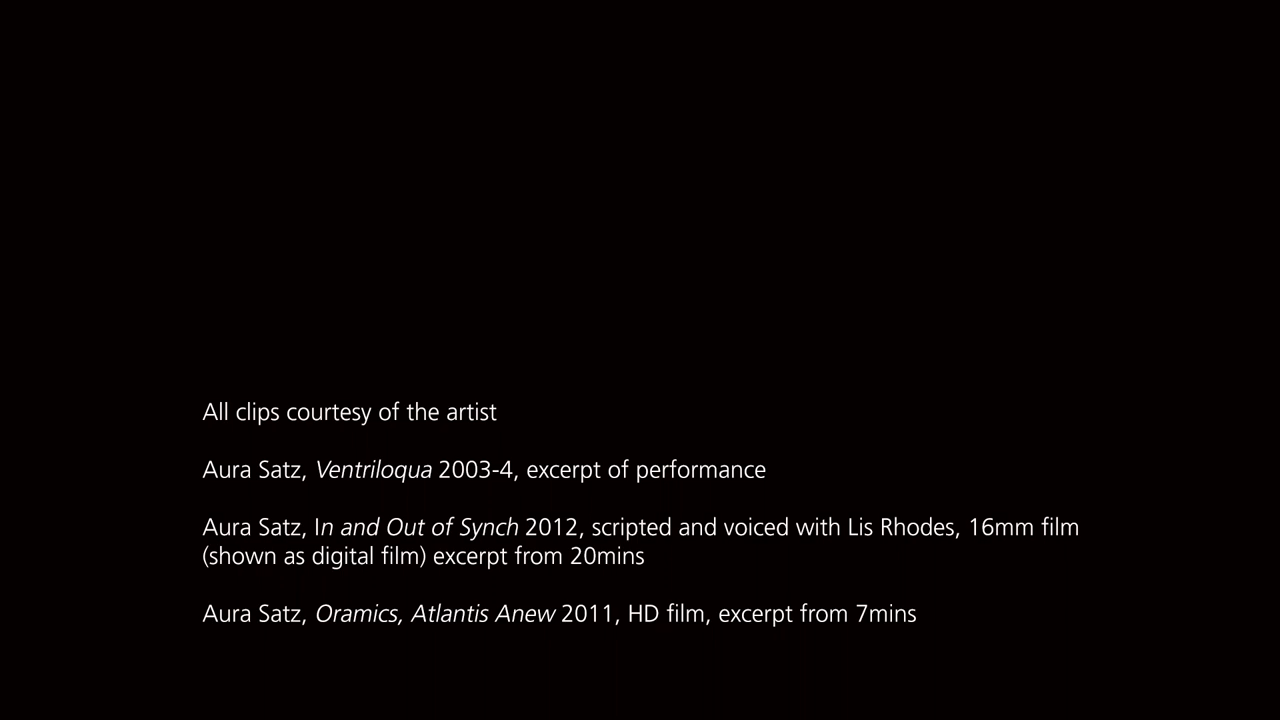 All clips courtesy of the artist
Aura Satz, Ventriloqua 2003-4, excerpt of performance
Aura Satz, In and Out of Synch 2012, scripted and voiced with Lis Rhodes, 16mm film
(shown as digital film) excerpt from 20mins
Aura Satz, Oramics, Atlantis Anew 2011, HD film, excerpt from 7mins